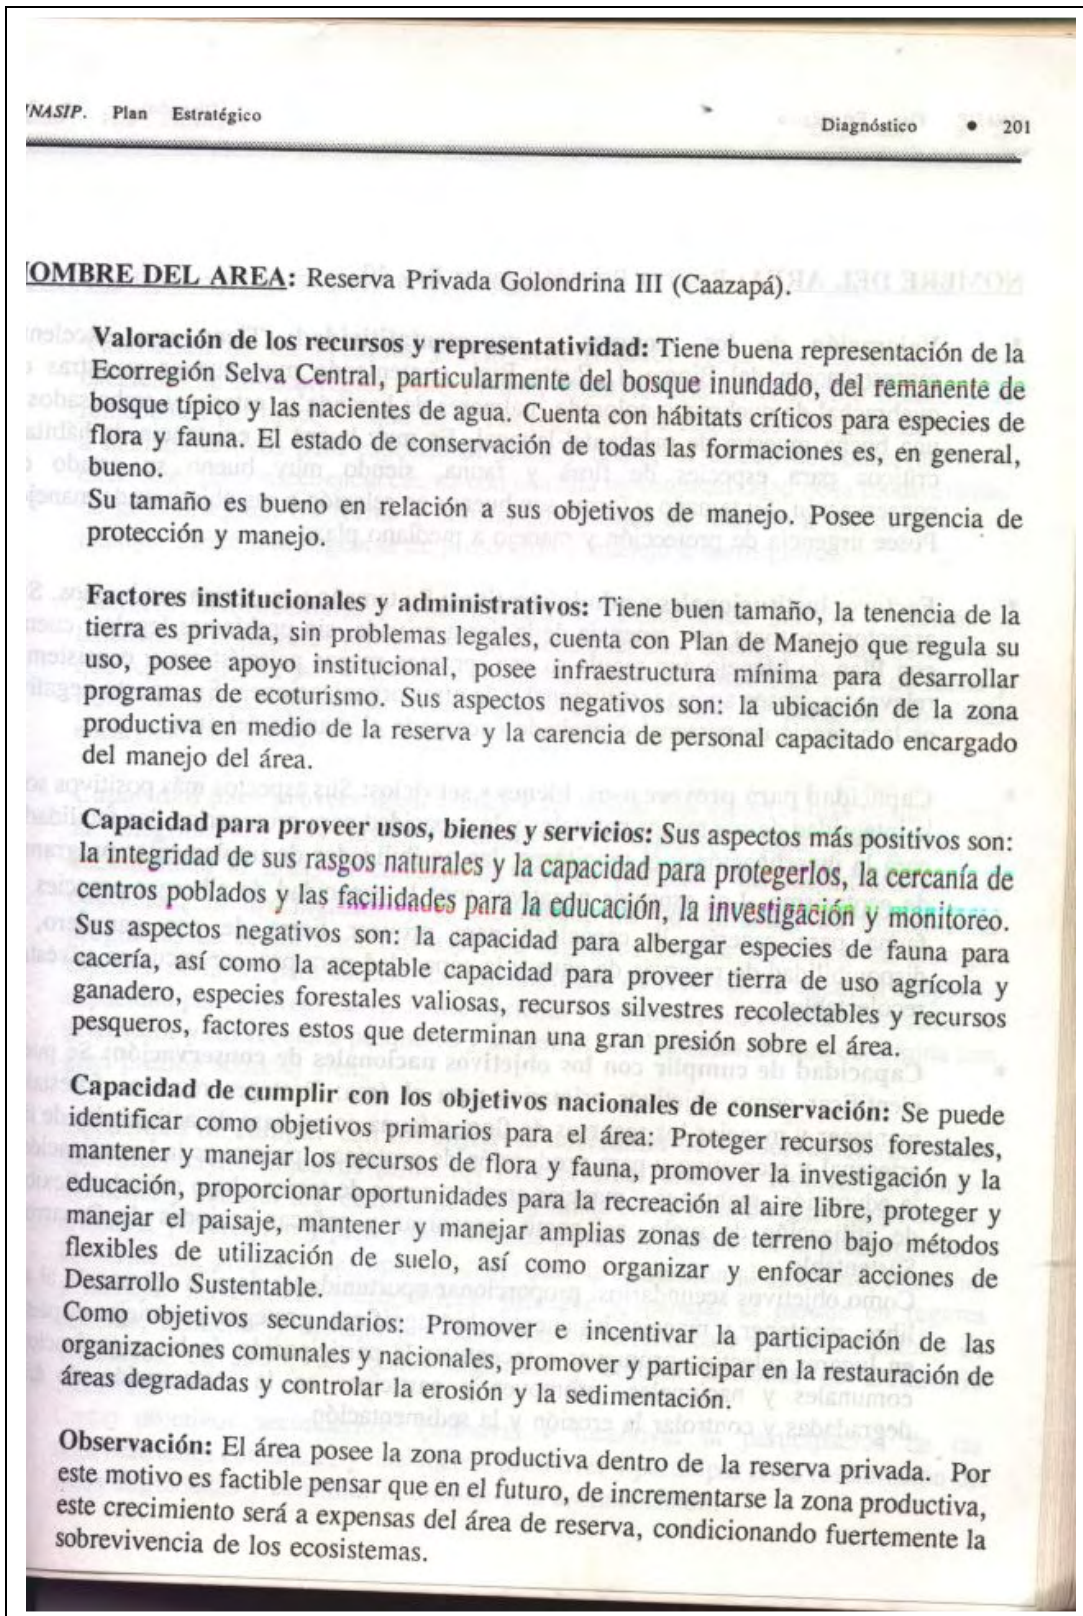 NASIP. Plan Estratégico
Diagnóstico • 201
OMBRE DEL AREA: Reserva Privada Golondrina III (Caazapá).
Valoración de los recursos y representatividad: Tiene buena representación de la
Ecorregión Selva Central, particularmente del bosque inundado, del remanente de
bosque típico y las nacientes de agua. Cuenta con hábitats críticos para especies de
flora y fauna. El estado de conservación de todas las formaciones es, en general,
bueno.
Su tamaño es bueno en relación a sus objetivos de manejo. Posee urgencia de
protección y manejo.
Factores institucionales y administrativos: Tiene buen tamaño, la tenencia de la
tierra es privada, sin problemas legales, cuenta con Plan de Manejo que regula su
uso, posee apoyo institucional, posee infraestructura mínima para desarrollar
programas de ecoturismo. Sus aspectos negativos son: la ubicación de la zona
productiva en medio de la reserva y la carencia de personal capacitado encargado
del manejo del área.
Capacidad para proveer usos, bienes y servicios: Sus aspectos más positivos son:
la integridad de sus rasgos naturales y la capacidad para protegerlos, la cercanía de
centros poblados y las facilidades para la educación, la investigación y monitoreo.
Sus aspectos negativos son: la capacidad para albergar especies de fauna para
cacería, así como la aceptable capacidad para proveer tierra de uso agrícola y
ganadero, especies forestales valiosas, recursos silvestres recolectables y recursos
pesqueros, factores estos que determinan una gran presión sobre el área.
Capacidad de cumplir con los objetivos nacionales de conservación: Se puede
identificar como objetivos primarios para el área: Proteger recursos forestales,
mantener y manejar los recursos de flora y fauna, promover la investigación y la
educación, proporcionar oportunidades para la recreación al aire libre, proteger y
manejar el paisaje, mantener y manejar amplias zonas de terreno bajo métodos
flexibles de utilización de suelo, así como organizar y enfocar acciones de
Desarrollo Sustentable.
Como objetivos secundarios: Promover e incentivar la participación de las
organizaciones comunales y nacionales, promover y participar en la restauración de
áreas degradadas y controlar la erosión y la sedimentación.
Observación: El área posee la zona productiva dentro de la reserva privada. Por
este motivo es factible pensar que en el futuro, de incrementarse la zona productiva,
este crecimiento será a expensas del área de reserva, condicionando fuertemente la
sobrevivencia de los ecosistemas.